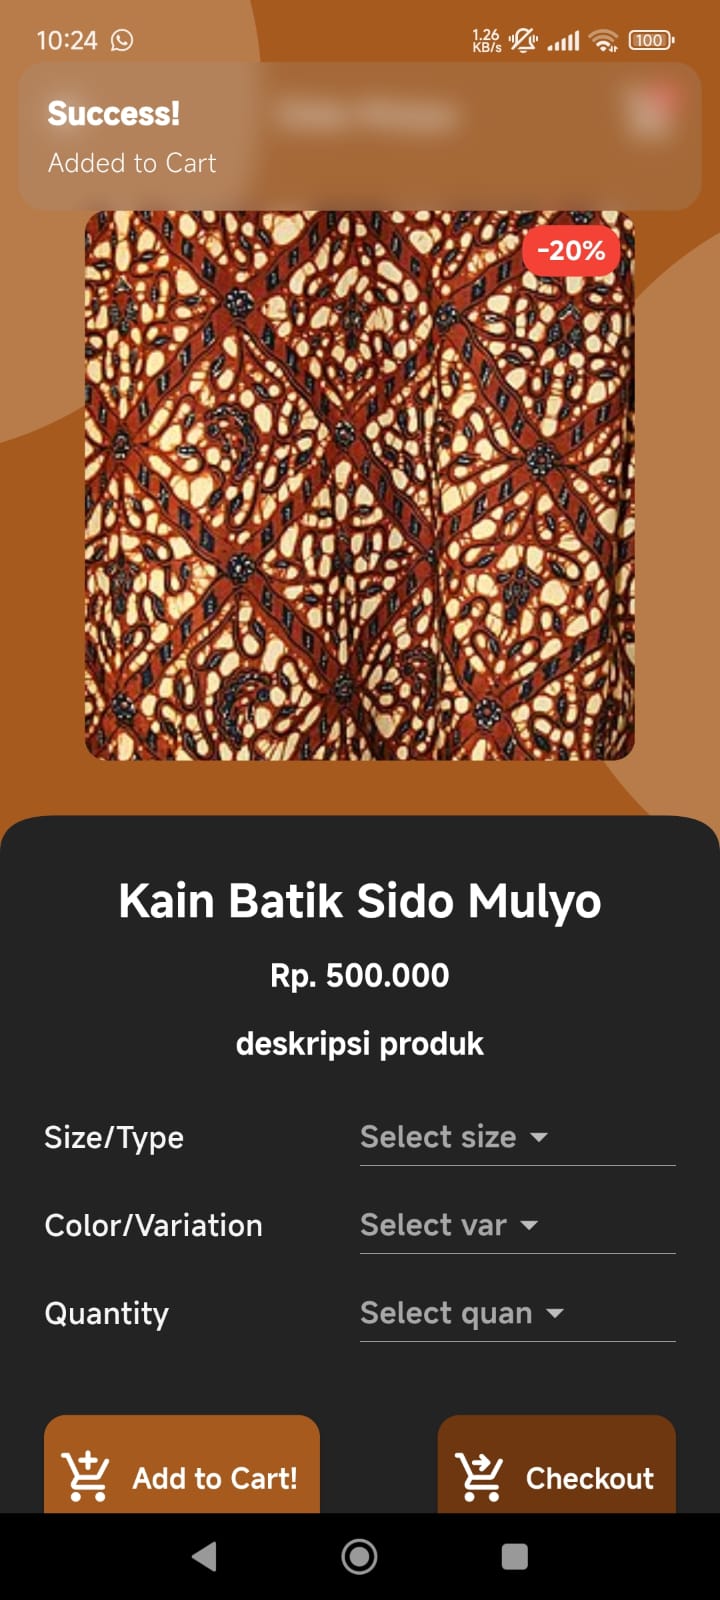 10:24
1.26
KB/s
100
Success!
Added to Cart
-20%
Kain Batik Sido Mulyo
Rp. 500.000
deskripsi produk
Size/Type
Select size
Color/Variation
Select var
Quantity
Select quan
Add to Cart!
Checkout